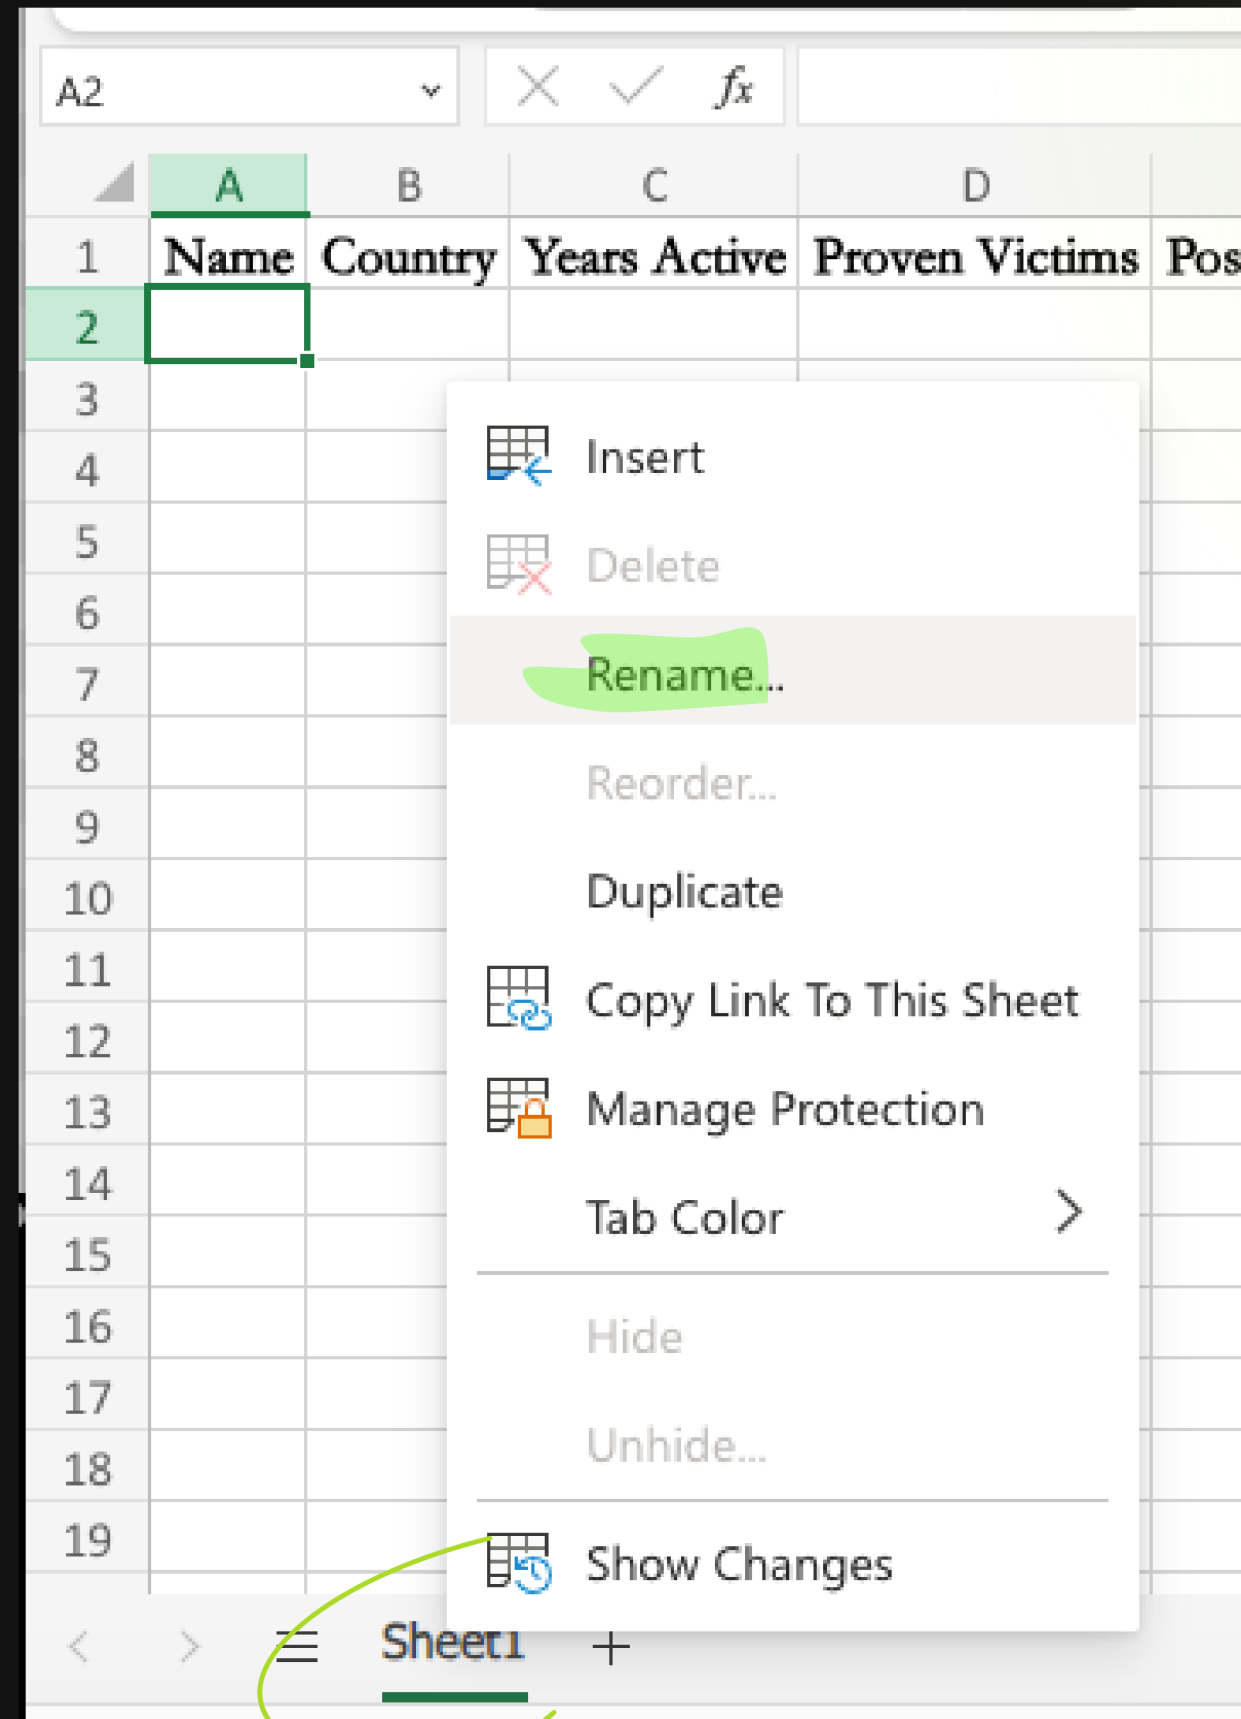 A2
fx
A B C D
1 Name Country Years Active Proven Victims Pos
2
3
Insert
4
Delete
5
6
Rename...
7
Reorder...
8
9
Duplicate
10
11
Copy Link To This Sheet
12
Manage Protection
13
14
Tab Color
15
Hide
16
17
Unhide...
18
19
Show Changes
Sheet1